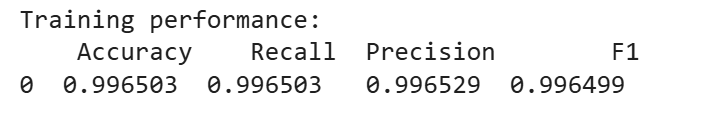 Training performance:
Accuracy Recall Precision F1
0 0.996503 0.996503 0.996529 0.996499